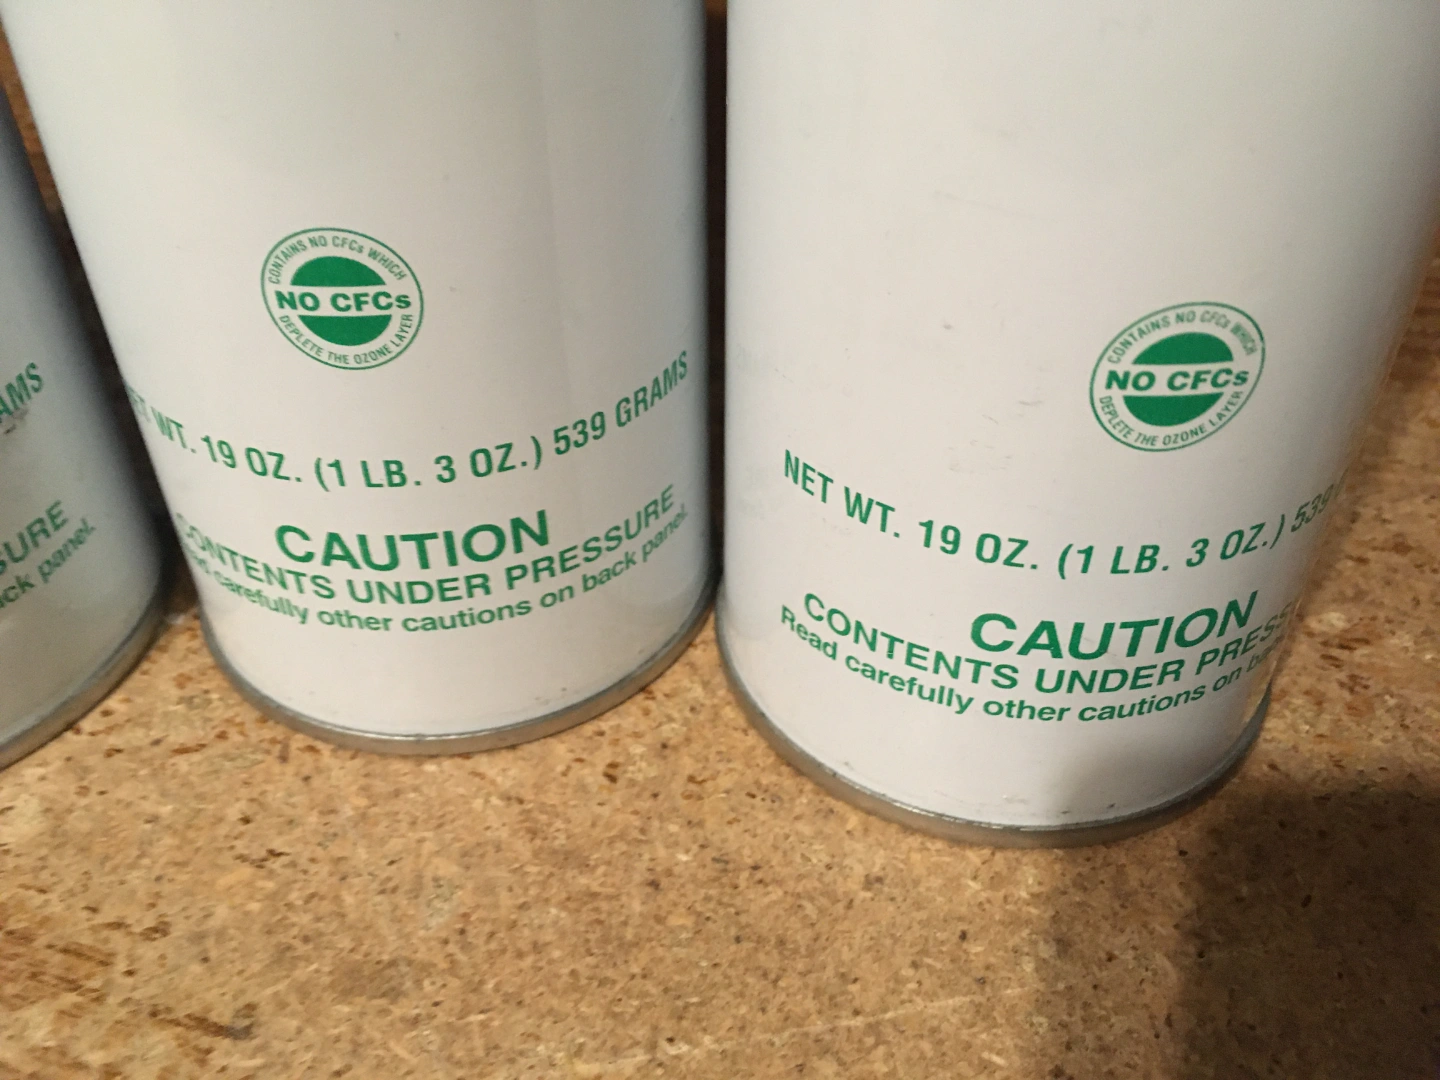 AMS
CONTAINS NO CFCs WHICH
NO CFCs
DEPLETE THE OZONE LAYER
WT. 19 OZ. (1 LB. 3 OZ.) 539 GRAMS
CAUTION
CONTENTS UNDER PRESSURE
carefully other cautions on back panel.
SURE
ck panel.
CONTAINS NO CFCs WHICH
NO CFCs
DEPLETE THE OZONE LAYER
NET WT. 19 OZ. (1 LB. 3 OZ.) 539
CAUTION
CONTENTS UNDER PRESS
Read carefully other cautions on